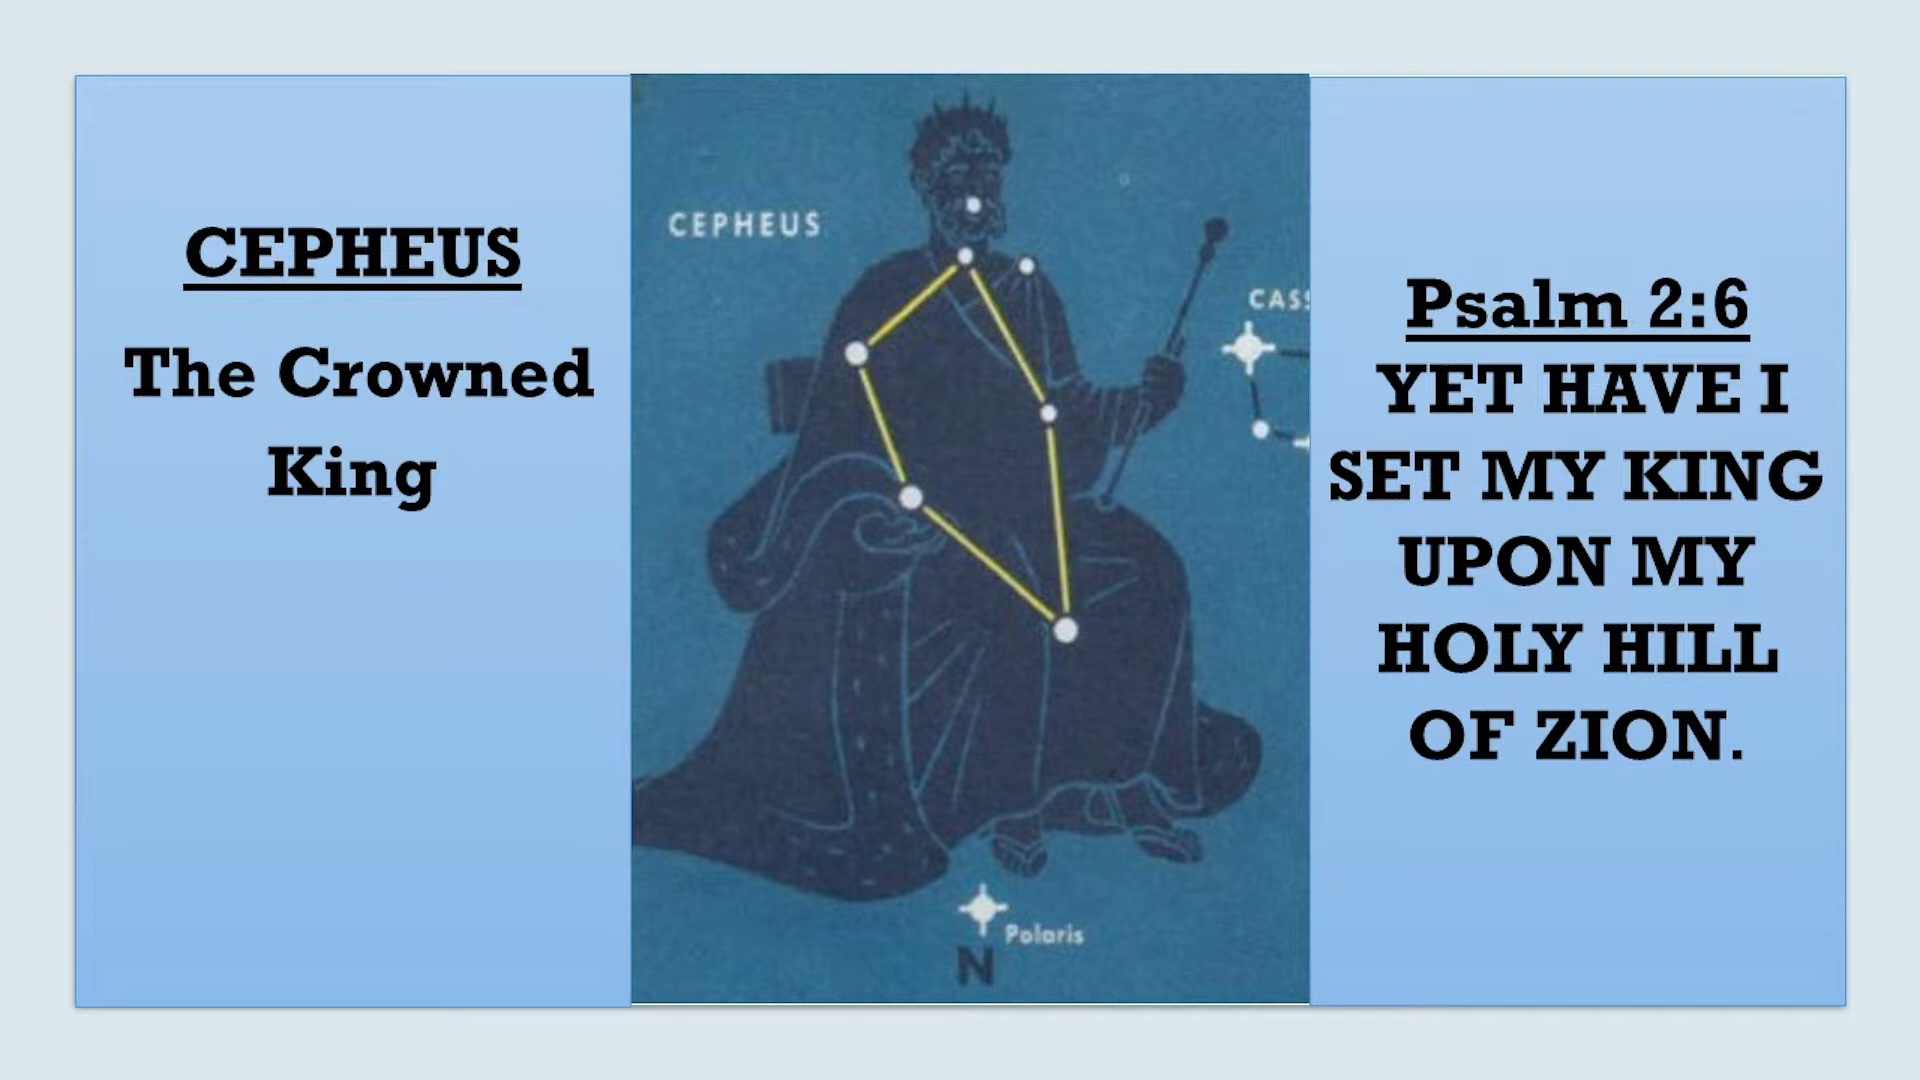 CEPHEUS
The Crowned
King
CEPHEUS
CASS
Polaris
N
Psalm 2:6
YET HAVE I
SET MY KING
UPON MY
HOLY HILL
OF ZION.